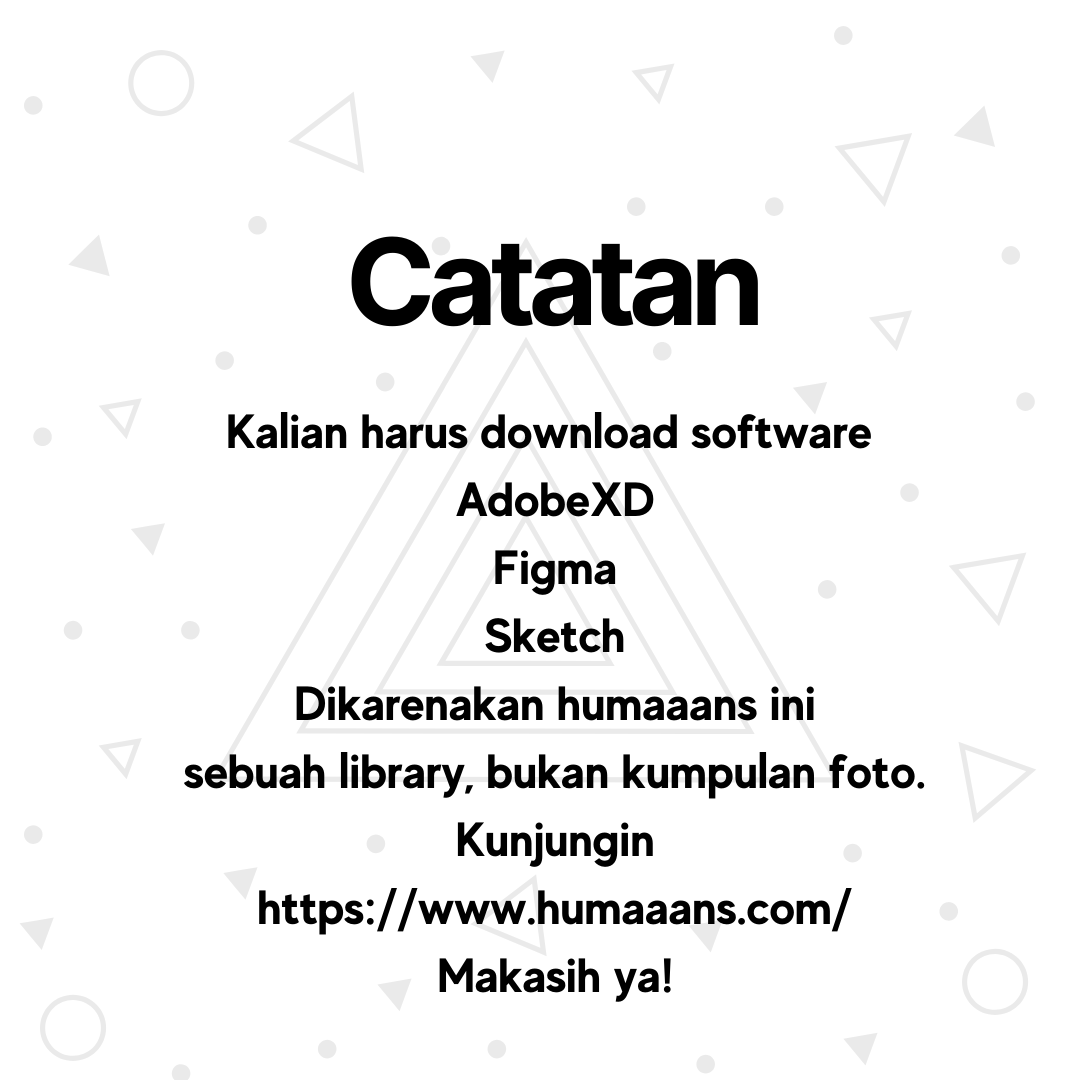 Catatan
Kalian harus download software
AdobeXD
Figma
Sketch
Dikarenakan humaaans ini
sebuah library, bukan kumpulan foto.
Kunjungin
https://www.humaaans.com/
Makasih ya!